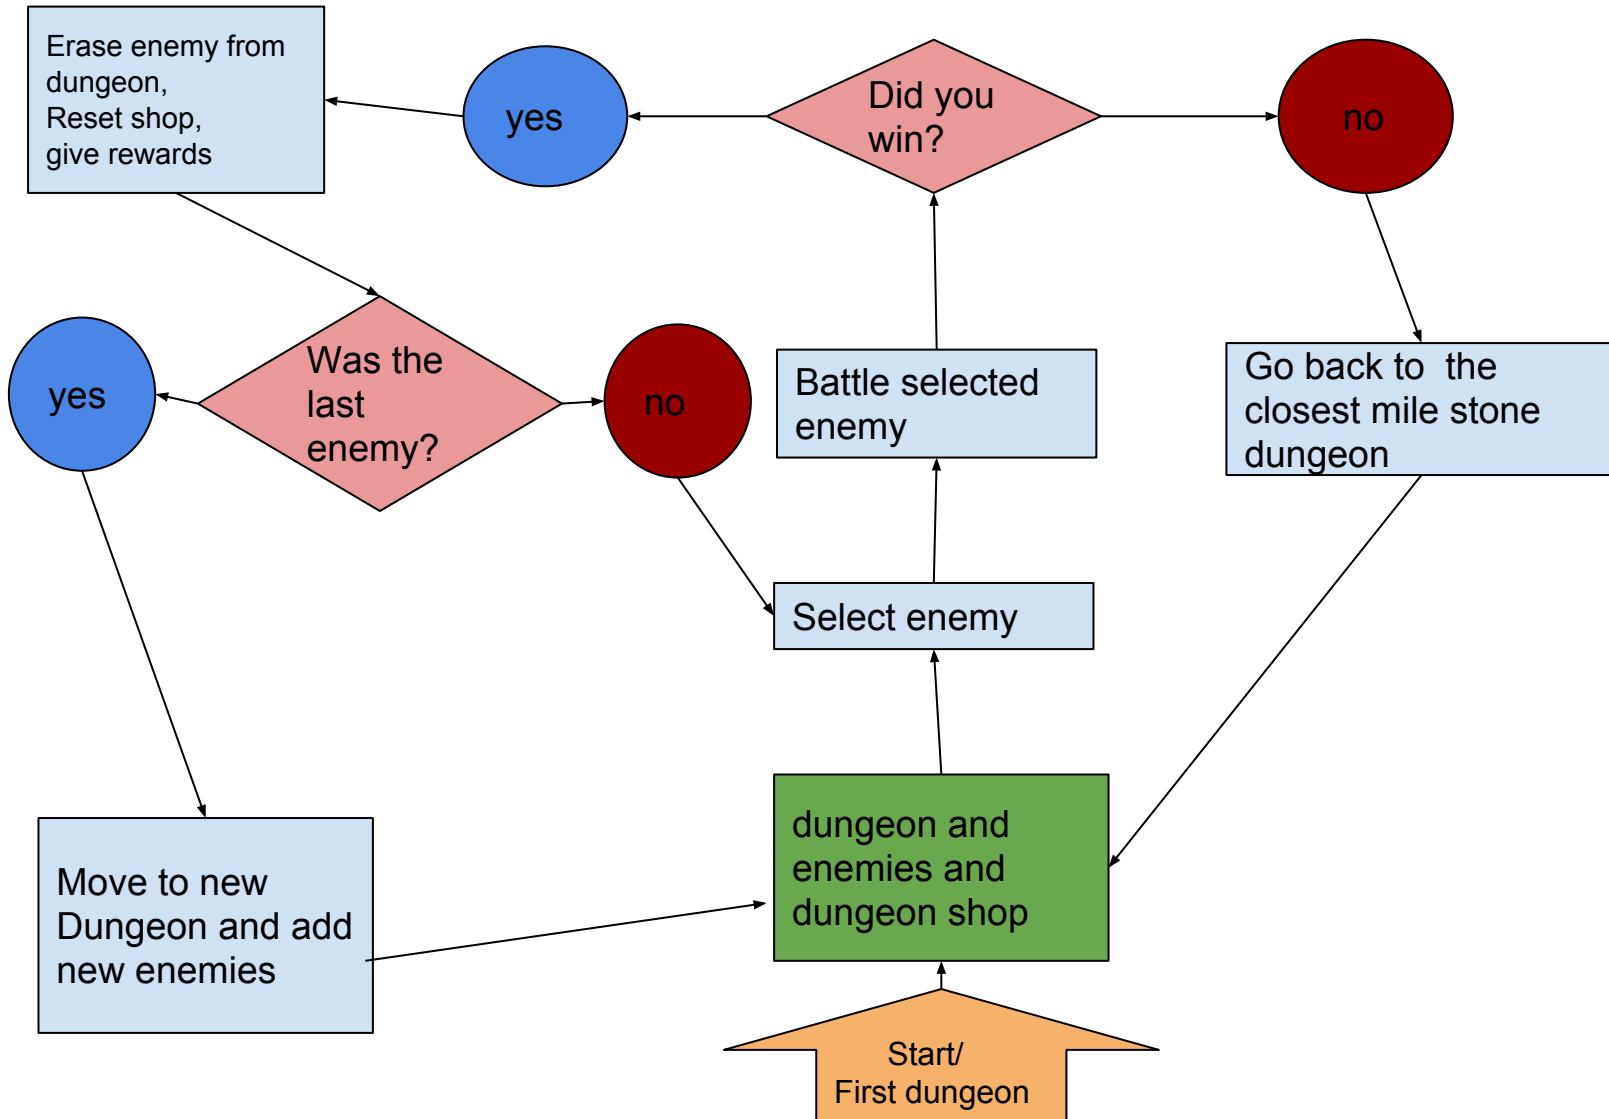 Erase enemy from
dungeon,
Reset shop,
give rewards
yes
Did you
win?
no
yes
Was the
last
enemy?
no
Battle selected
enemy
Go back to  the
closest mile stone
dungeon
Select enemy
Move to new
Dungeon and add
new enemies
dungeon and
enemies and
dungeon shop
Start/
First dungeon